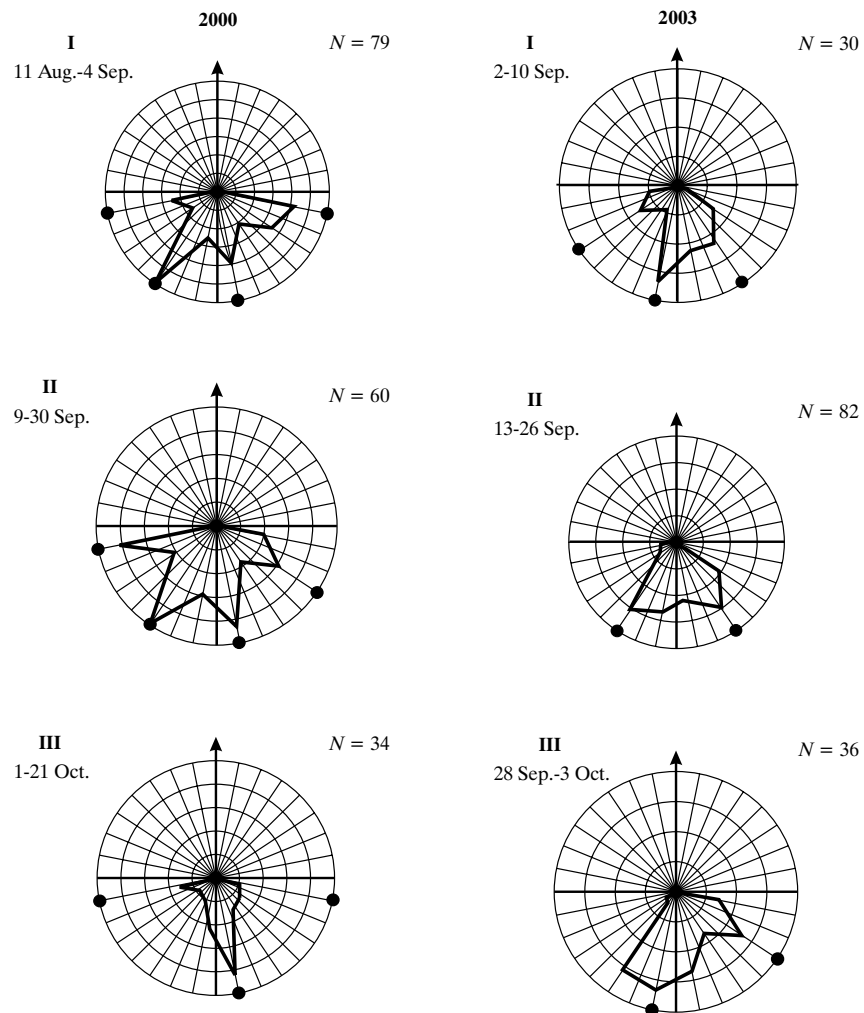 2000
I
N = 79
11 Aug.-4 Sep.
2003
I
N = 30
2-10 Sep.
II
N = 60
9-30 Sep.
II
N = 82
13-26 Sep.
III
N = 34
1-21 Oct.
III
N = 36
28 Sep.-3 Oct.